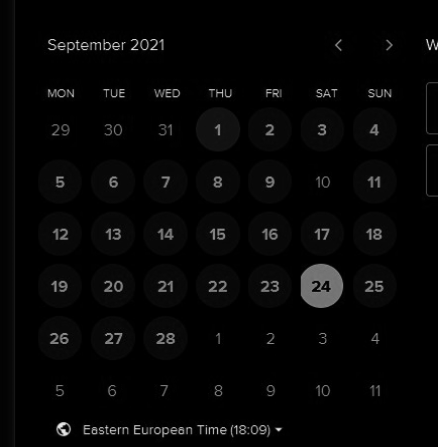 September 2021 < > W
MON TUE WED THU FRI SAT SUN
29 30 31 1 2 3 4
5 6 7 8 9 10 11
12 13 14 15 16 17 18
19 20 21 22 23 24 25
26 27 28 1 2 3 4
5 6 7 8 9 10 11
Eastern European Time (18:09)